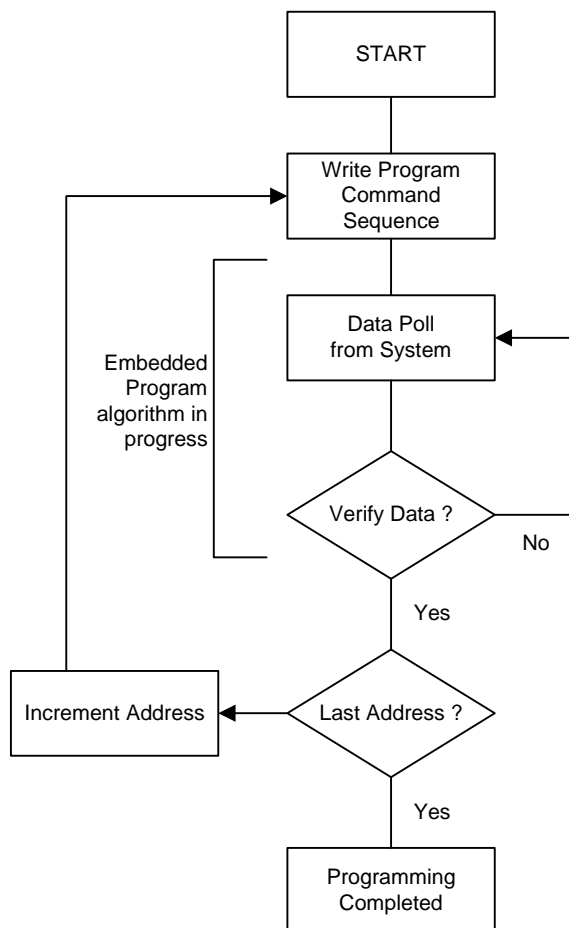 START
Write Program
Command
Sequence
Data Poll
from System
Embedded
Program
algorithm in
progress
Verify Data ?
No
Yes
Increment Address
Last Address ?
Yes
Programming
Completed